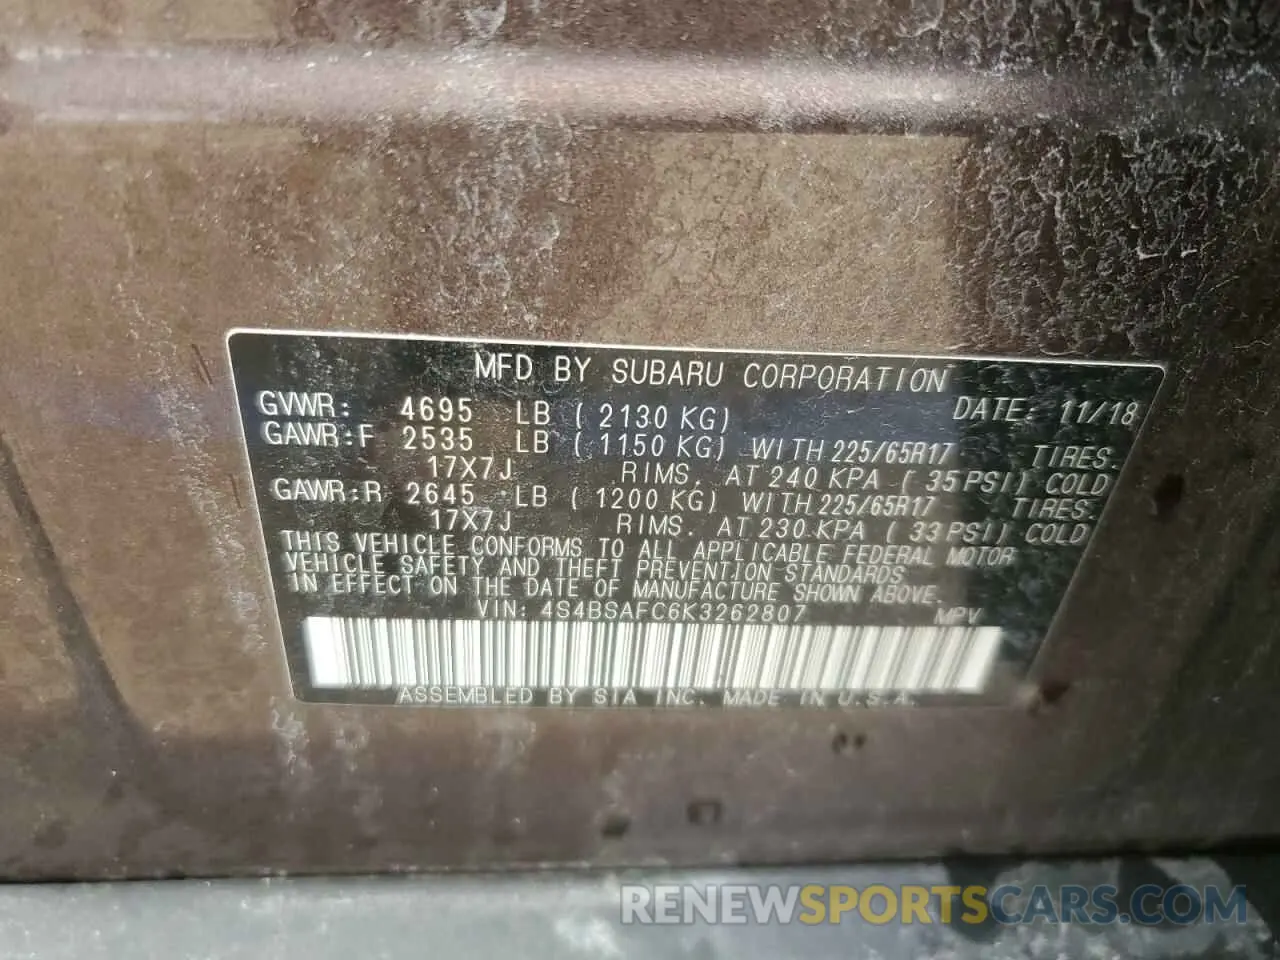 MFD BY SUBARU CORPORATION
GVWR: 4695 LB ( 2130 KG) DATE: 11/18
GAWR:F 2535 LB ( 1150 KG) WITH 225/65R17 TIRES.
17X7J RIMS. AT 240 KPA ( 35 PSI) COLD
GAWR:R 2645 LB ( 1200 KG) WITH 225/65R17 TIRES.
17X7J RIMS. AT 230 KPA ( 33 PSI) COLD
THIS VEHICLE CONFORMS TO ALL APPLICABLE FEDERAL MOTOR
VEHICLE SAFETY AND THEFT PREVENTION STANDARDS
IN EFFECT ON THE DATE OF MANUFACTURE SHOWN ABOVE.
VIN: 4S4BSAFC6K3262807 MPV
ASSEMBLED BY SIA INC. MADE IN U.S.A.
RENEWSPORTSCARS.COM